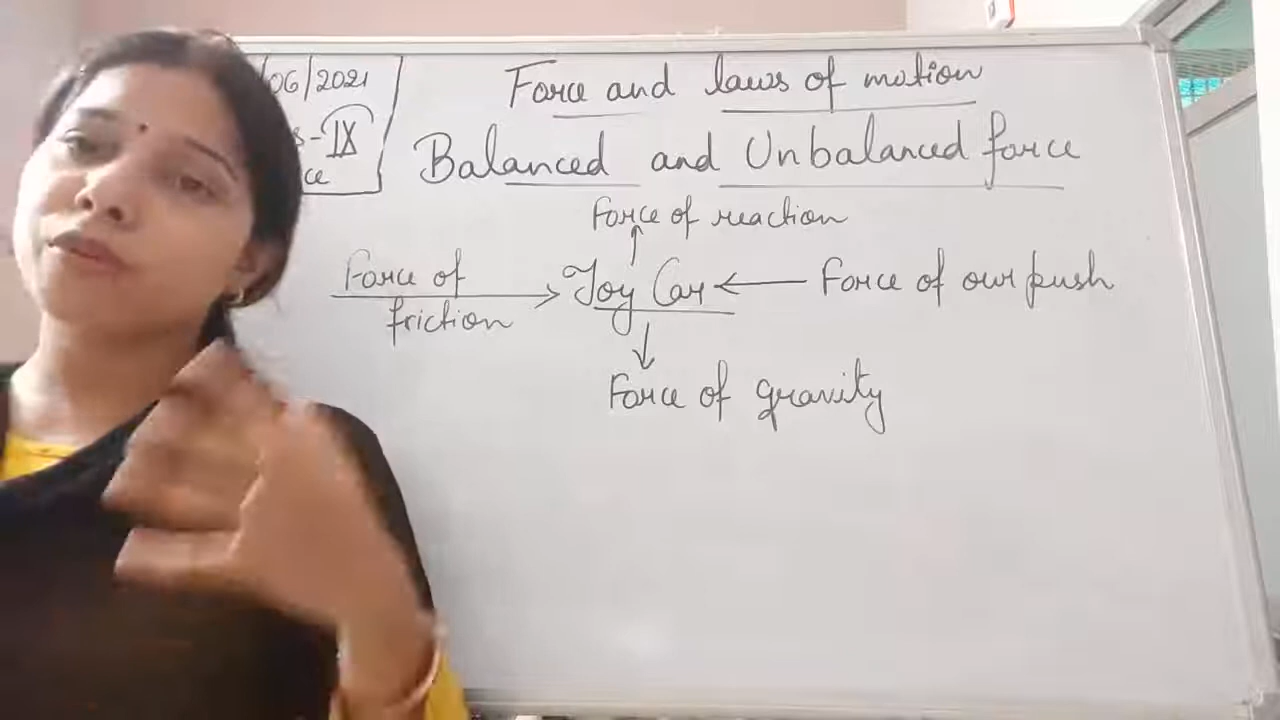 /06/2021
s-IX
ce
Force and laws of motion
Balanced and Unbalanced force
Force of reaction
Force of
friction
Toy Car
Force of our push
Force of gravity